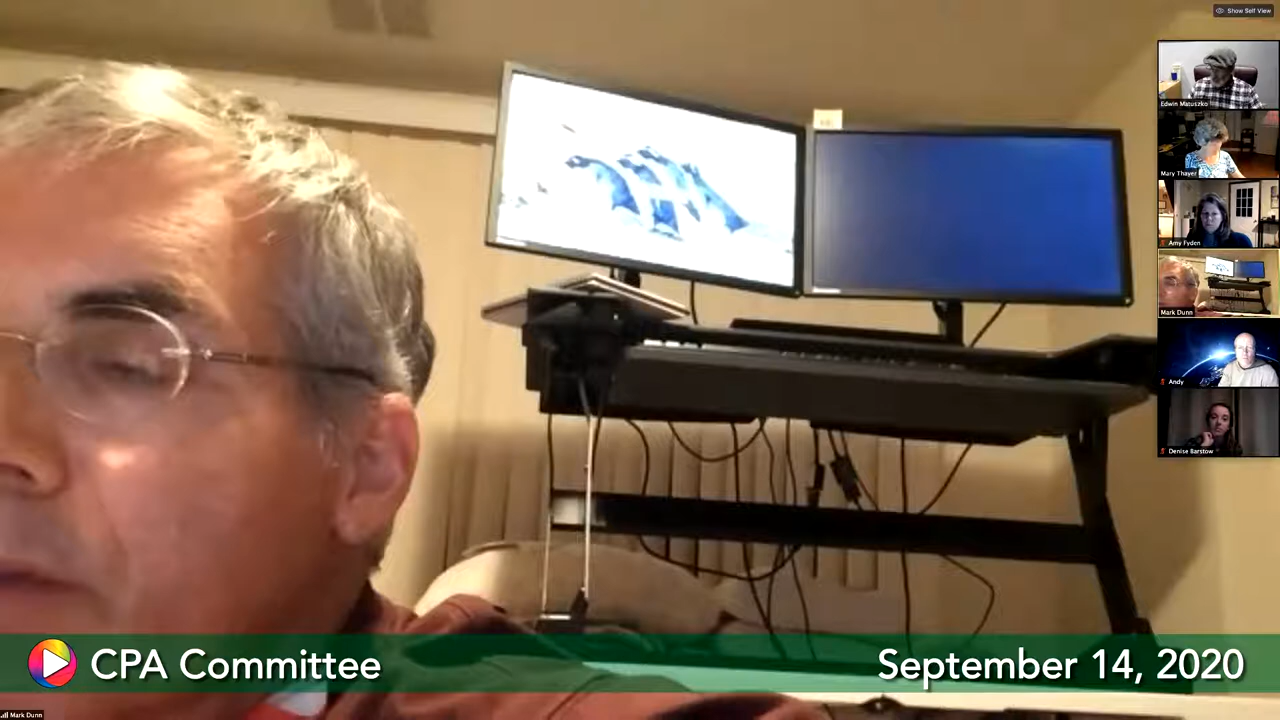 Show Self View
Edwin Matuszko
Mary Thayer
Amy Fyden
Mark Dunn
Andy
Denise Barstow
CPA Committee
September 14, 2020
Mark Dunn